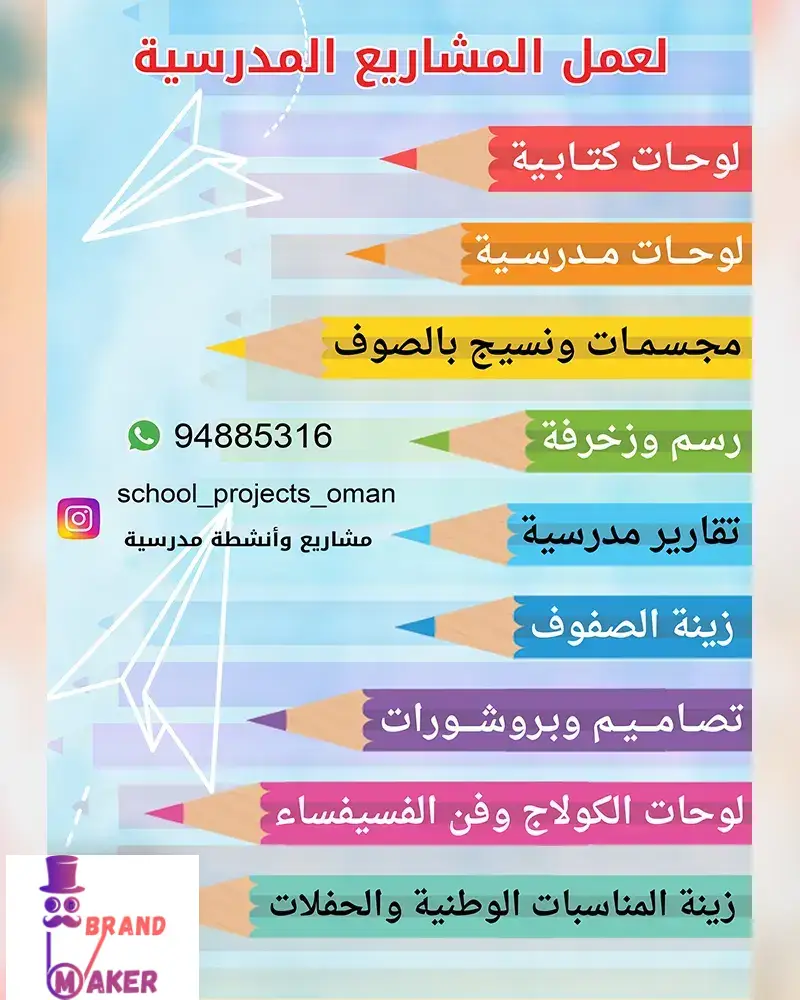 لعمل المشاريع المدرسية
لوحات كتابية
لوحات مدرسية
مجسمات ونسيج بالصوف
رسم وزخرفة
94885316
school_projects_oman
مشاريع وأنشطة مدرسية
تقارير مدرسية
زينة الصفوف
تصاميم وبروشورات
لوحات الكولاج وفن الفسيفساء
زينة المناسبات الوطنية والحفلات
BRAND
MAKER